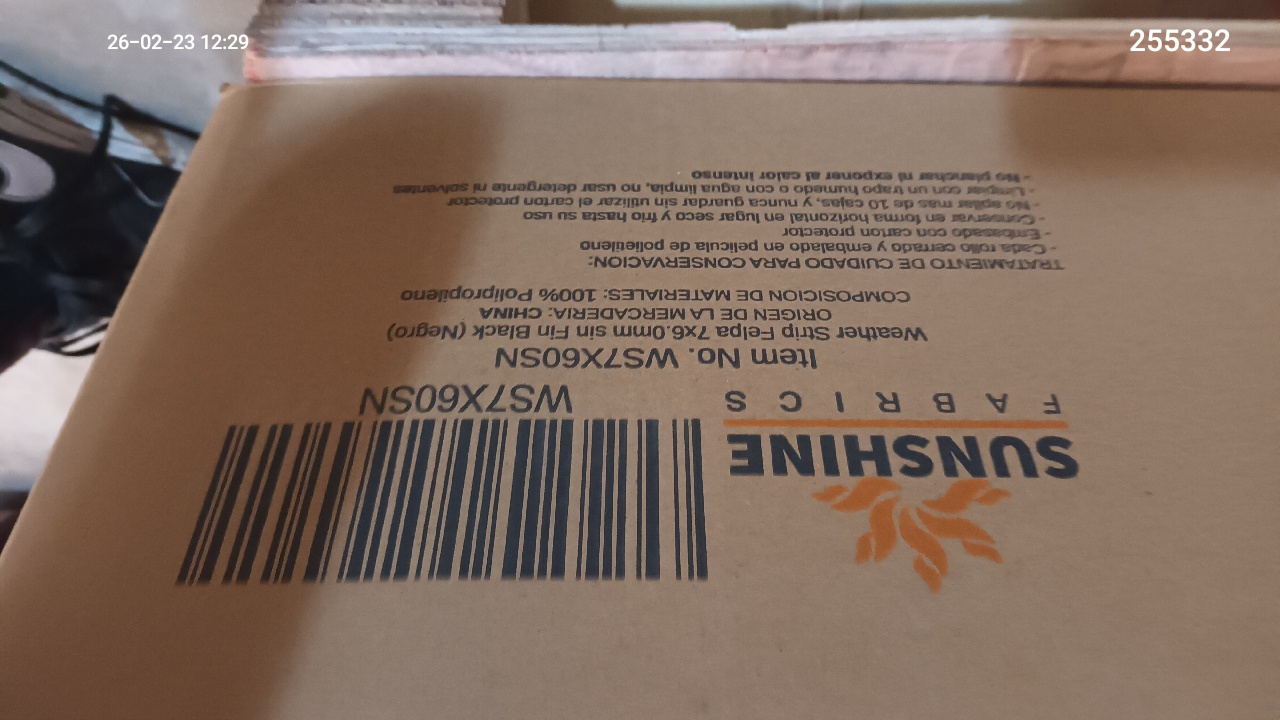 26-02-23 12:29
255332
SUNSHINE
FABRICS
WS7X60SN
Item No. WS7X60SN
Weather Strip Felpa 7x6.0mm sin Fin Black (Negro)
ORIGEN DE LA MERCADERIA: CHINA
COMPOSICION DE MATERIALES: 100% Polipropileno
TRATAMIENTO DE CUIDADO PARA CONSERVACION:
- Cada rollo cerrado y embalado en pelicula de polietileno
- Embasado con carton protector
- Conservar en forma horizontal en lugar seco y frio hasta su uso
- No apilar mas de 10 cajas, y nunca guardar sin utilizar el carton protector
- Limpiar con un trapo humedo o con agua limpia, no usar detergente ni solventes
- No planchar ni exponer al calor intenso